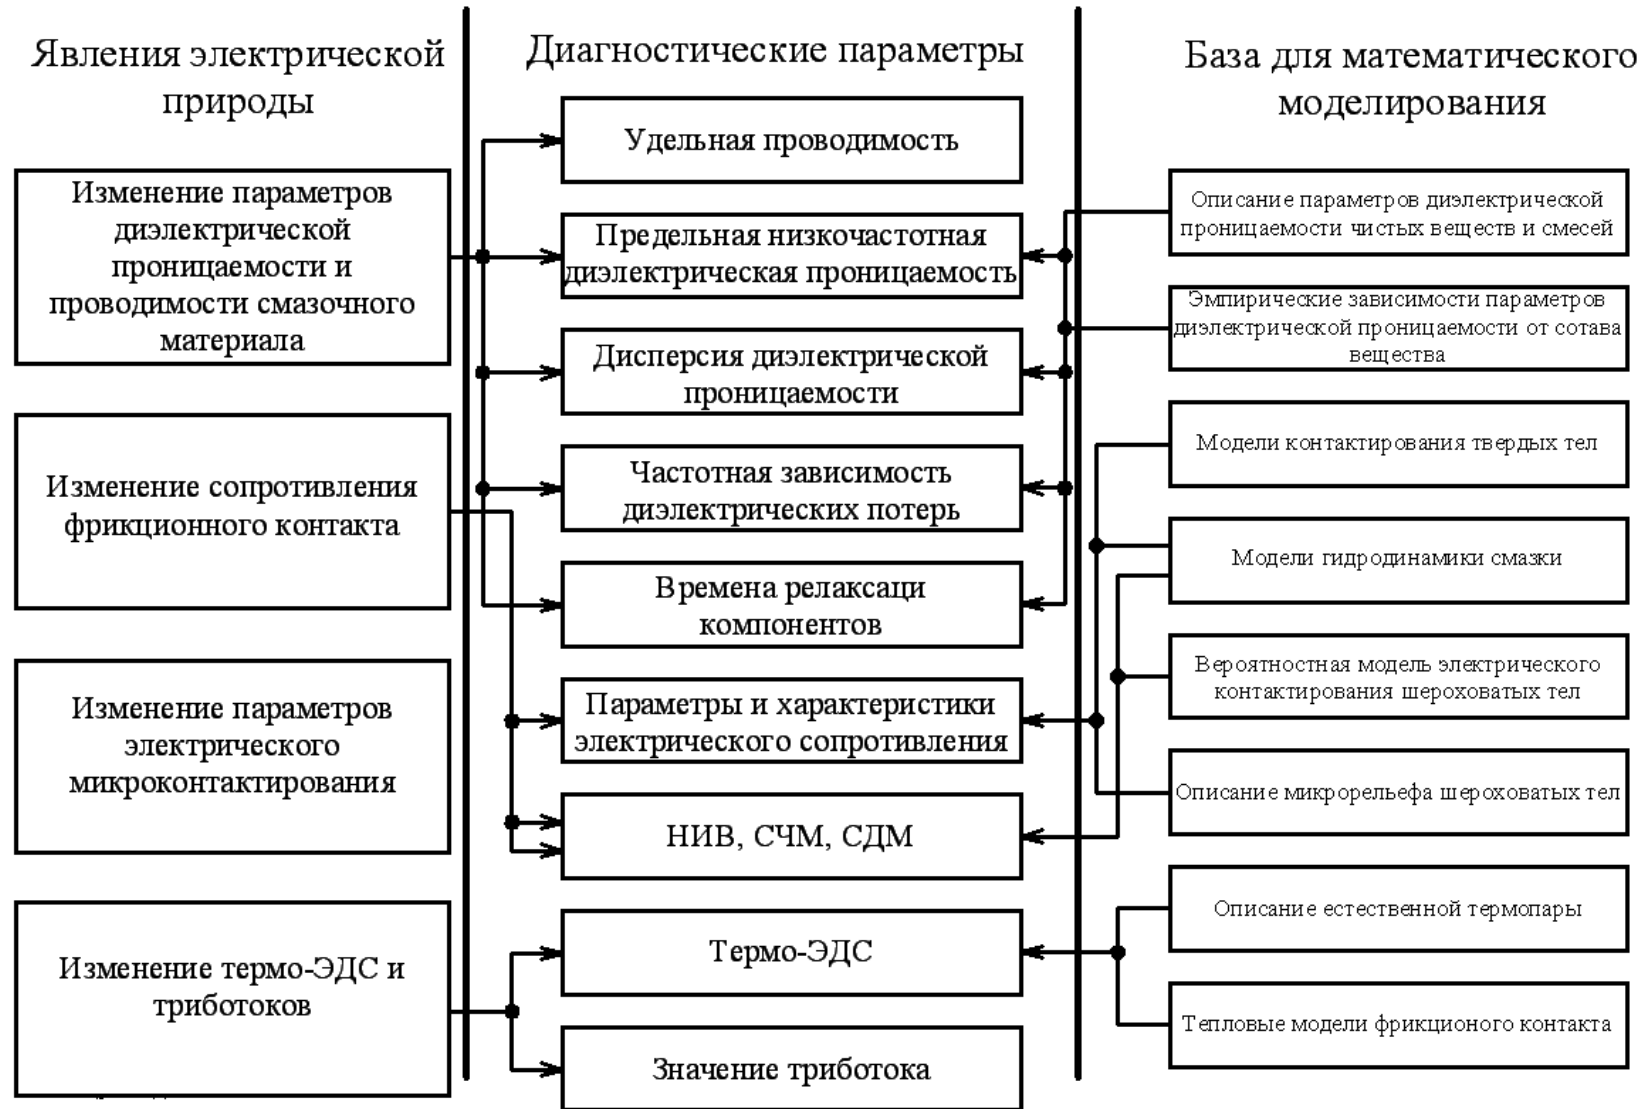 Явления электрической
природы
Изменение параметров
диэлектрической
проницаемости и
проводимости смазочного
материала
Изменение сопротивления
фрикционного контакта
Изменение параметров
электрического
микроконтактирования
Изменение термо-ЭДС и
триботоков
Диагностические параметры
Удельная проводимость
Предельная низкочастотная
диэлектрическая проницаемость
Дисперсия диэлектрической
проницаемости
Частотная зависимость
диэлектрических потерь
Времена релаксаци
компонентов
Параметры и характеристики
электрического сопротивления
НИВ, СЧМ, СДМ
Термо-ЭДС
Значение триботока
База для математического
моделирования
Описание параметров диэлектрической
проницаемости чистых веществ и смесей
Эмпирические зависимости параметров
диэлектрической проницаемости от сотава
вещества
Модели контактирования твердых тел
Модели гидродинамики смазки
Вероятностная модель электрического
контактирования шероховатых тел
Описание микрорельефа шероховатых тел
Описание естественной термопары
Тепловые модели фрикционого контакта